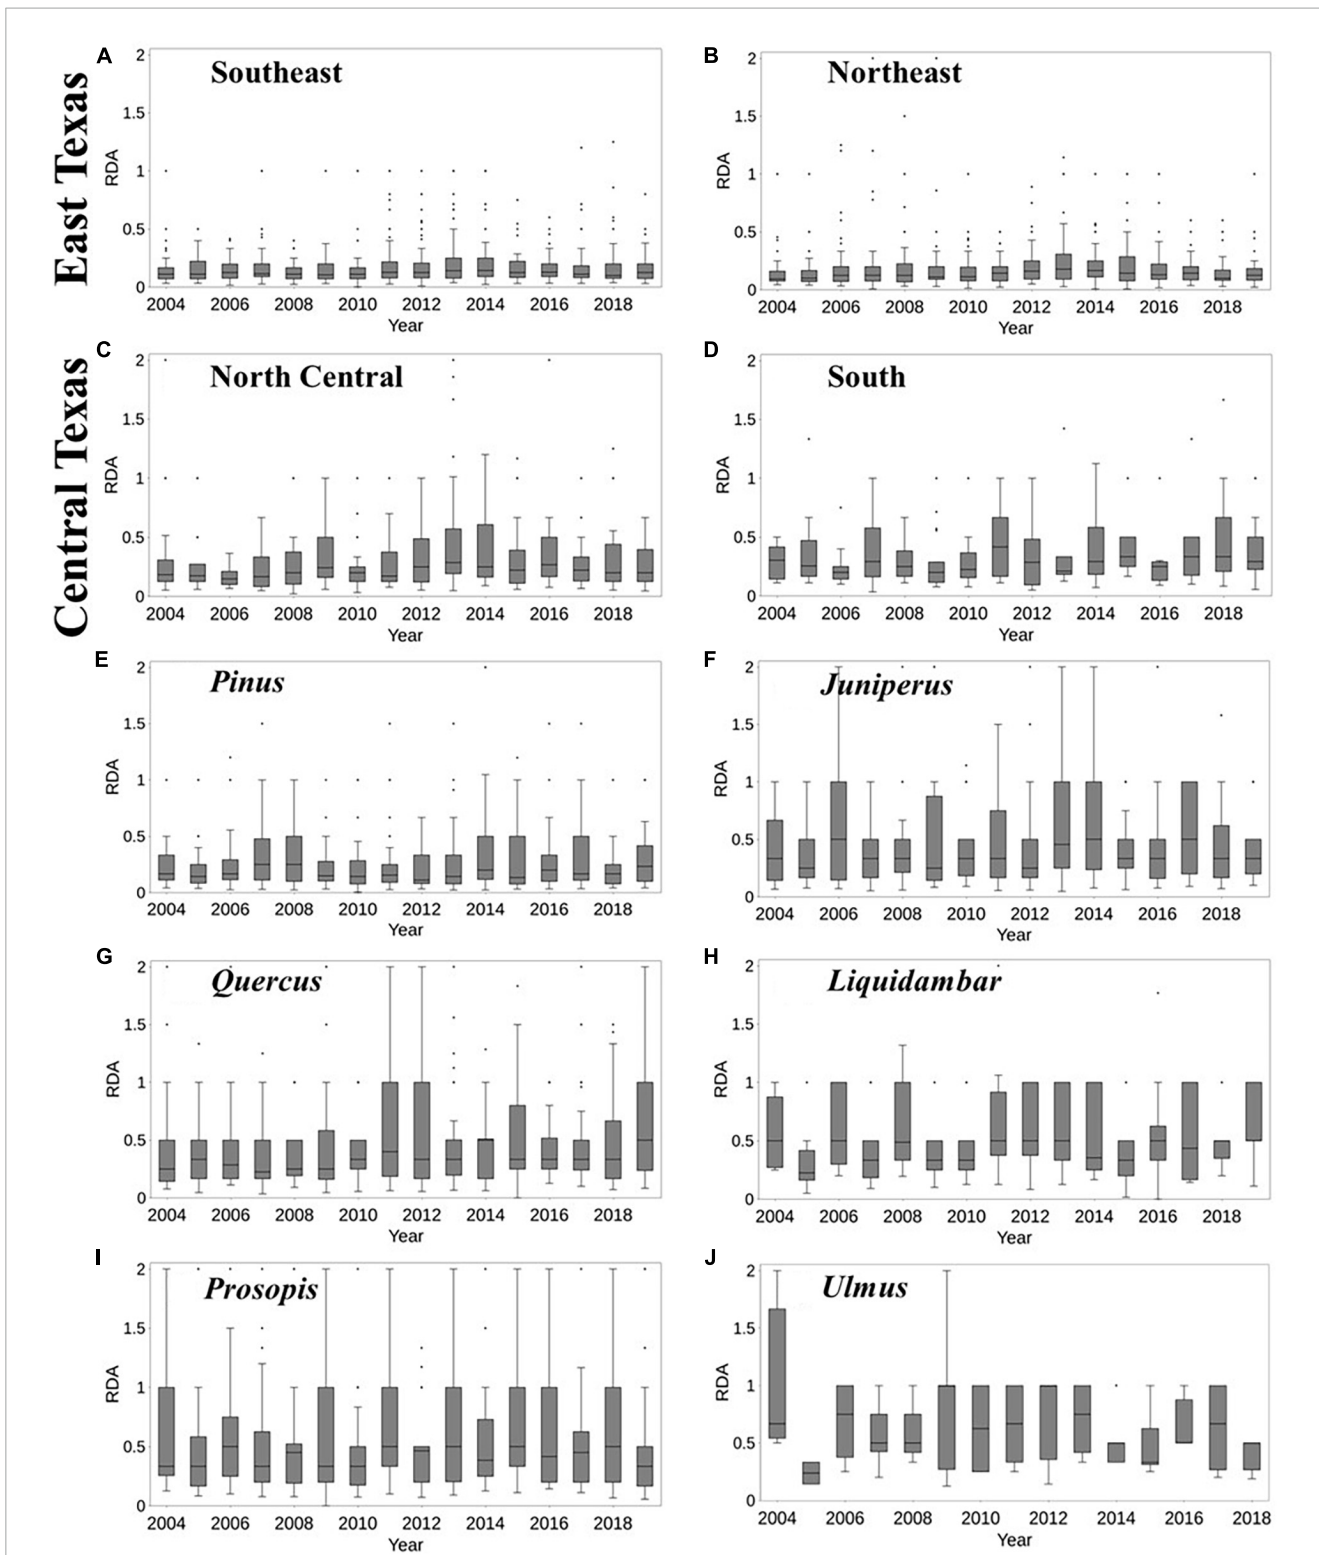 East Texas
A
Southeast
2
1.5
1
0.5
0
RDA
2004 2006 2008 2010 2012 2014 2016 2018
Year
B
Northeast
2
1.5
1
0.5
0
RDA
2004 2006 2008 2010 2012 2014 2016 2018
Year
Central Texas
C
North Central
2
1.5
1
0.5
0
RDA
2004 2006 2008 2010 2012 2014 2016 2018
Year
D
South
2
1.5
1
0.5
0
RDA
2004 2006 2008 2010 2012 2014 2016 2018
Year
E
Pinus
2
1.5
1
0.5
0
RDA
2004 2006 2008 2010 2012 2014 2016 2018
Year
F
Juniperus
2
1.5
1
0.5
0
RDA
2004 2006 2008 2010 2012 2014 2016 2018
Year
G
Quercus
2
1.5
1
0.5
0
RDA
2004 2006 2008 2010 2012 2014 2016 2018
Year
H
Liquidambar
2
1.5
1
0.5
0
RDA
2004 2006 2008 2010 2012 2014 2016 2018
Year
I
Prosopis
2
1.5
1
0.5
0
RDA
2004 2006 2008 2010 2012 2014 2016 2018
Year
J
Ulmus
2
1.5
1
0.5
0
RDA
2004 2006 2008 2010 2012 2014 2016 2018
Year